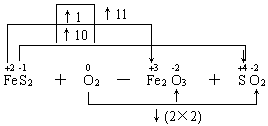 ↑ 1 ↑ 11
↑ 10
+2 -1 0 +3 -2 +4 -2
FeS₂ + O₂ — Fe₂O₃ + SO₂
↓ (2×2)